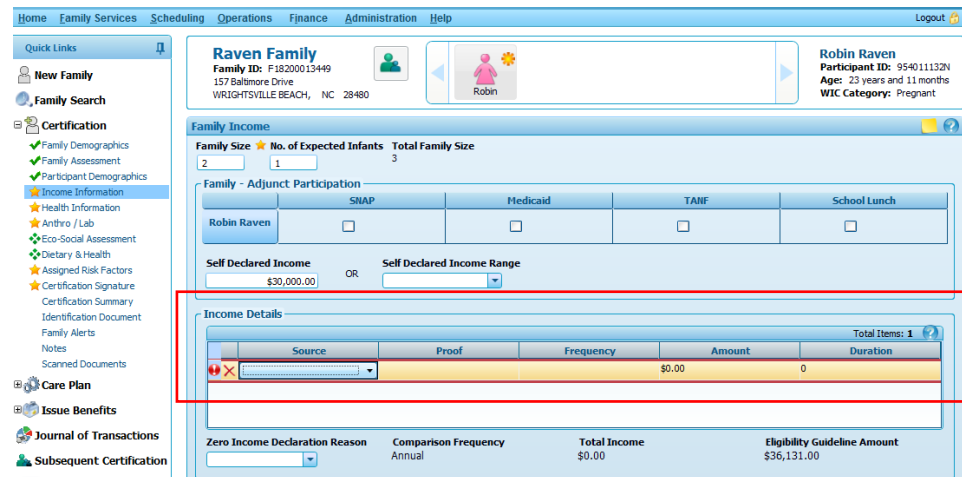 Home Family Services Scheduling Operations Finance Administration Help Logout
Quick Links
New Family
Family Search
Certification
Family Demographics
Family Assessment
Participant Demographics
Income Information
Health Information
Anthro / Lab
Eco-Social Assessment
Dietary & Health
Assigned Risk Factors
Certification Signature
Certification Summary
Identification Document
Family Alerts
Notes
Scanned Documents
Care Plan
Issue Benefits
Journal of Transactions
Subsequent Certification
Raven Family
Family ID: F18200013449
157 Baltimore Drive
WRIGHTSVILLE BEACH, NC 28480
Robin
Robin Raven
Participant ID: 954011132N
Age: 23 years and 11 months
WIC Category: Pregnant
Family Income
Family Size No. of Expected Infants Total Family Size
2 1 3
Family - Adjunct Participation
SNAP Medicaid TANF School Lunch
Robin Raven
Self Declared Income OR Self Declared Income Range
$30,000.00
Income Details
Total Items: 1
Source Proof Frequency Amount Duration
$0.00 0
Zero Income Declaration Reason Comparison Frequency Total Income Eligibility Guideline Amount
Annual $0.00 $36,131.00